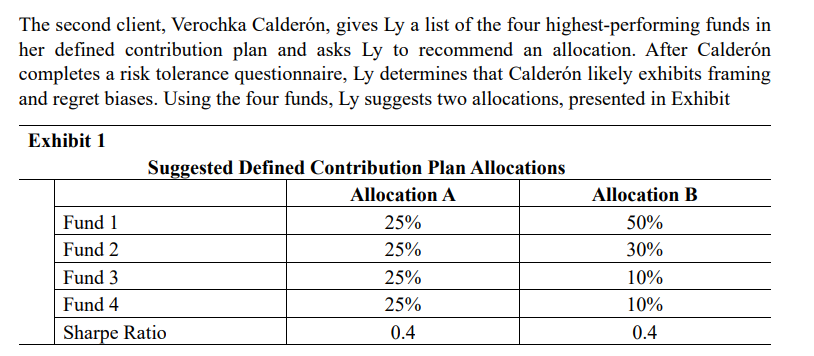 The second client, Verochka Calderón, gives Ly a list of the four highest-performing funds in
her defined contribution plan and asks Ly to recommend an allocation. After Calderón
completes a risk tolerance questionnaire, Ly determines that Calderón likely exhibits framing
and regret biases. Using the four funds, Ly suggests two allocations, presented in Exhibit
Exhibit 1
Suggested Defined Contribution Plan Allocations
Allocation A Allocation B
Fund 1 25% 50%
Fund 2 25% 30%
Fund 3 25% 10%
Fund 4 25% 10%
Sharpe Ratio 0.4 0.4